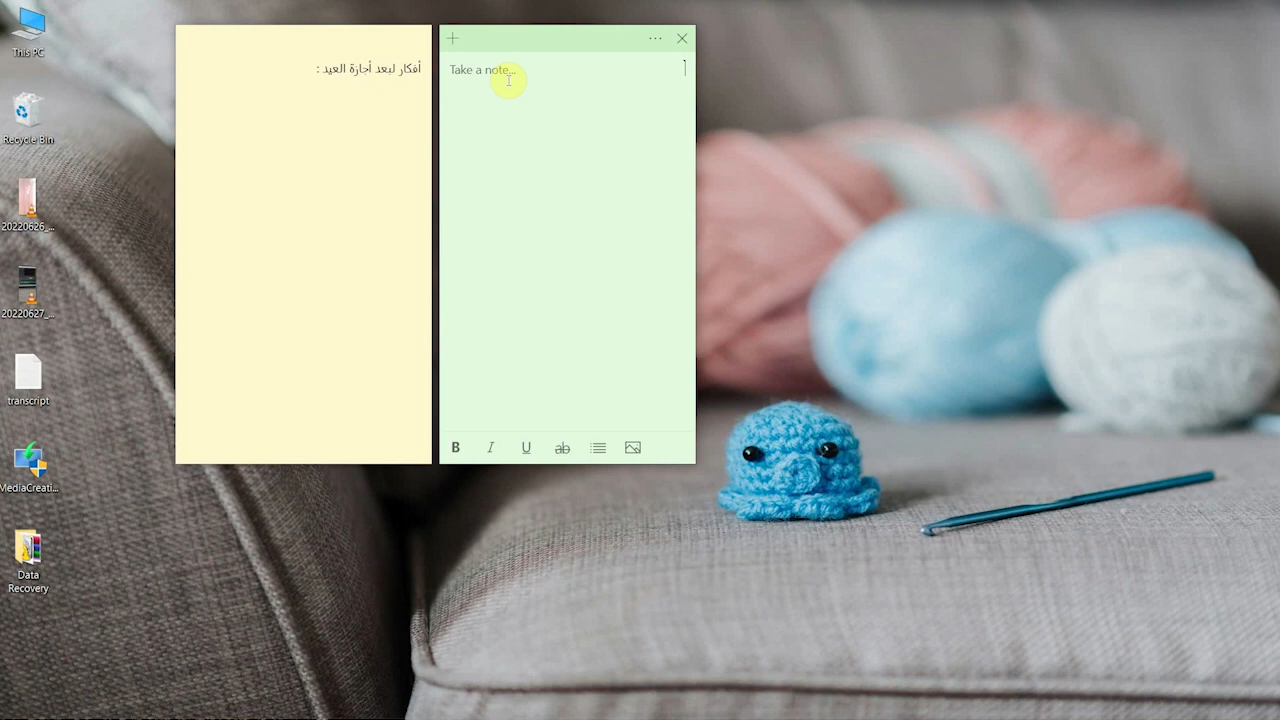 This PC
Recycle Bin
20220626_...
20220627_...
transcript
MediaCreati...
Data
Recovery
أفكار لبعد أجازة العيد :
Take a note...
B I U ab